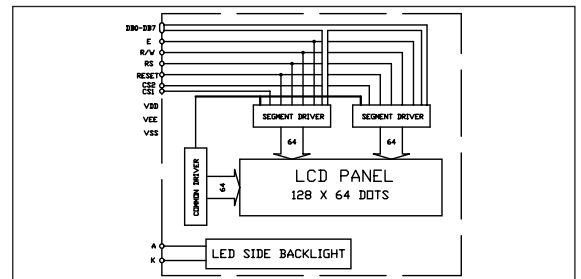 DB0-DB7
E
R/W
RS
RESET
CS2
CS1
VDD
VEE
VSS
SEGMENT DRIVER
SEGMENT DRIVER
64
64
COMMON DRIVER
64
LCD PANEL
128 X 64 DOTS
A
K
LED SIDE BACKLIGHT